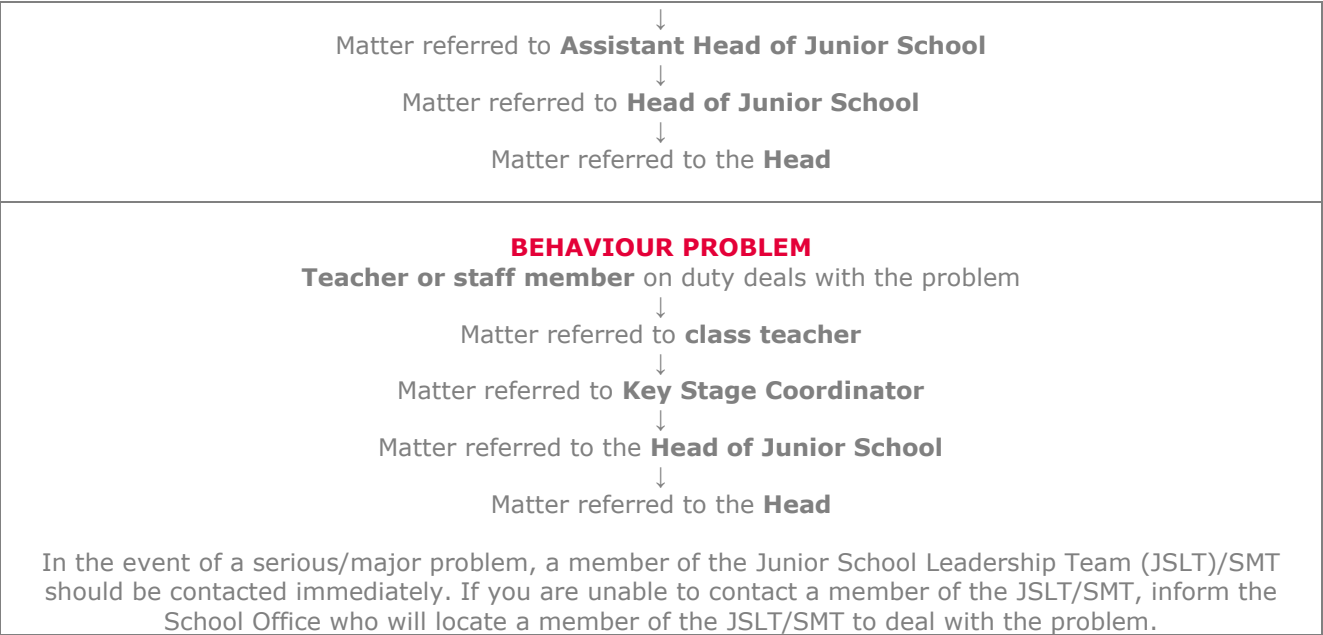 ↓
Matter referred to Assistant Head of Junior School
↓
Matter referred to Head of Junior School
↓
Matter referred to the Head
BEHAVIOUR PROBLEM
Teacher or staff member on duty deals with the problem
↓
Matter referred to class teacher
↓
Matter referred to Key Stage Coordinator
↓
Matter referred to the Head of Junior School
↓
Matter referred to the Head
In the event of a serious/major problem, a member of the Junior School Leadership Team (JSLT)/SMT
should be contacted immediately. If you are unable to contact a member of the JSLT/SMT, inform the
School Office who will locate a member of the JSLT/SMT to deal with the problem.